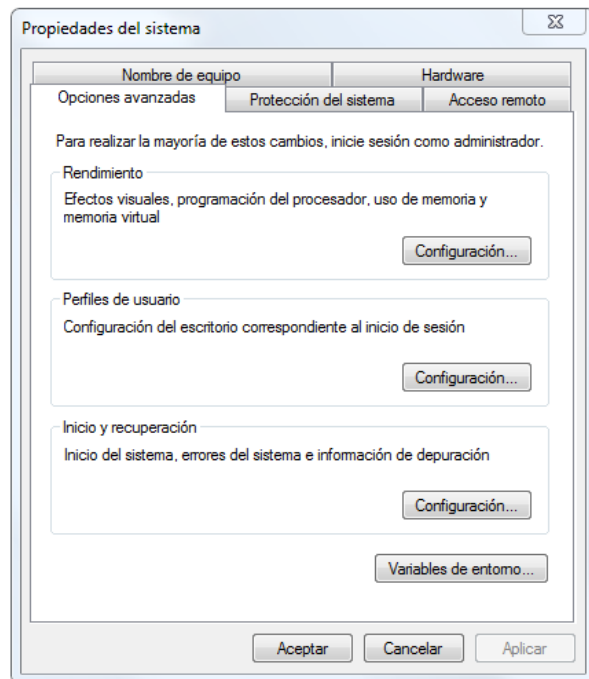 Propiedades del sistema
Nombre de equipo
Hardware
Opciones avanzadas
Protección del sistema
Acceso remoto
Para realizar la mayoría de estos cambios, inicie sesión como administrador.
Rendimiento
Efectos visuales, programación del procesador, uso de memoria y
memoria virtual
Configuración...
Perfiles de usuario
Configuración del escritorio correspondiente al inicio de sesión
Configuración...
Inicio y recuperación
Inicio del sistema, errores del sistema e información de depuración
Configuración...
Variables de entorno...
Aceptar
Cancelar
Aplicar